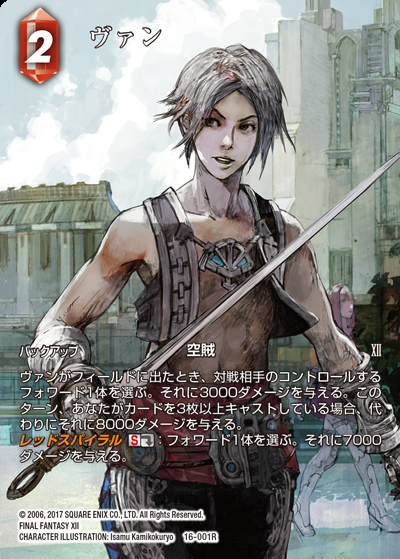 2
ヴァン
バックアップ 空賊 XII
ヴァンがフィールドに出たとき、対戦相手のコントロールする
フォワード1体を選ぶ。それに3000ダメージを与える。この
ターン、あなたがカードを3枚以上キャストしている場合、代
わりにそれに8000ダメージを与える。
レッドスパイラル S：フォワード1体を選ぶ。それに7000
ダメージを与える。
© 2006, 2017 SQUARE ENIX CO., LTD. All Rights Reserved.
FINAL FANTASY XII
CHARACTER ILLUSTRATION: Isamu Kamikokuryo 16-001R